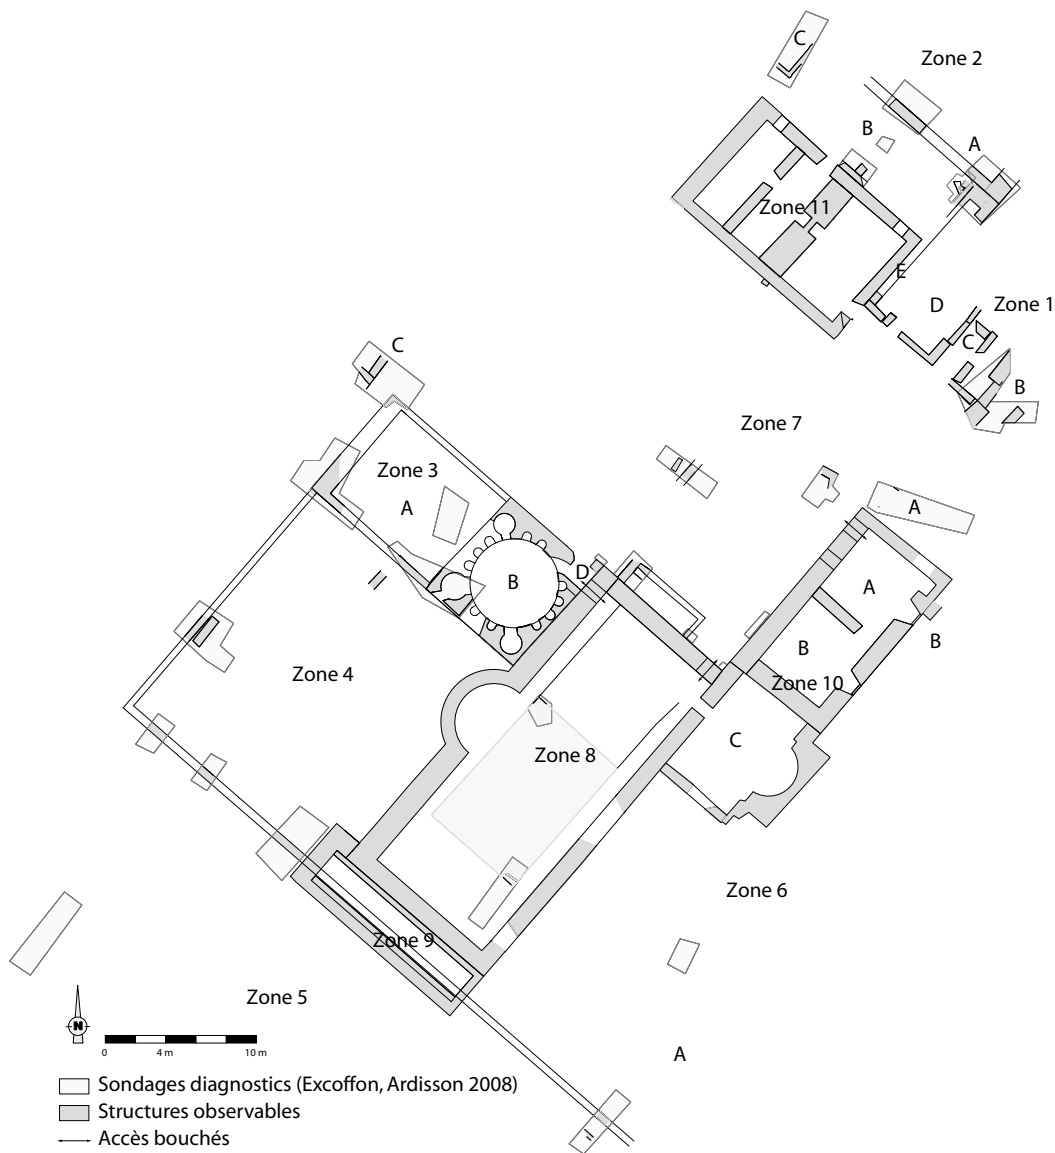 C
Zone 2
B
A
Zone 11
E
D
Zone 1
C
B
C
Zone 7
Zone 3
A
A
B
D
A
B
B
Zone 4
Zone 10
C
Zone 8
Zone 6
Zone 9
Zone 5
A
N
0 4 m 10 m
Sondages diagnostics (Excoffon, Ardisson 2008)
Structures observables
Accès bouchés